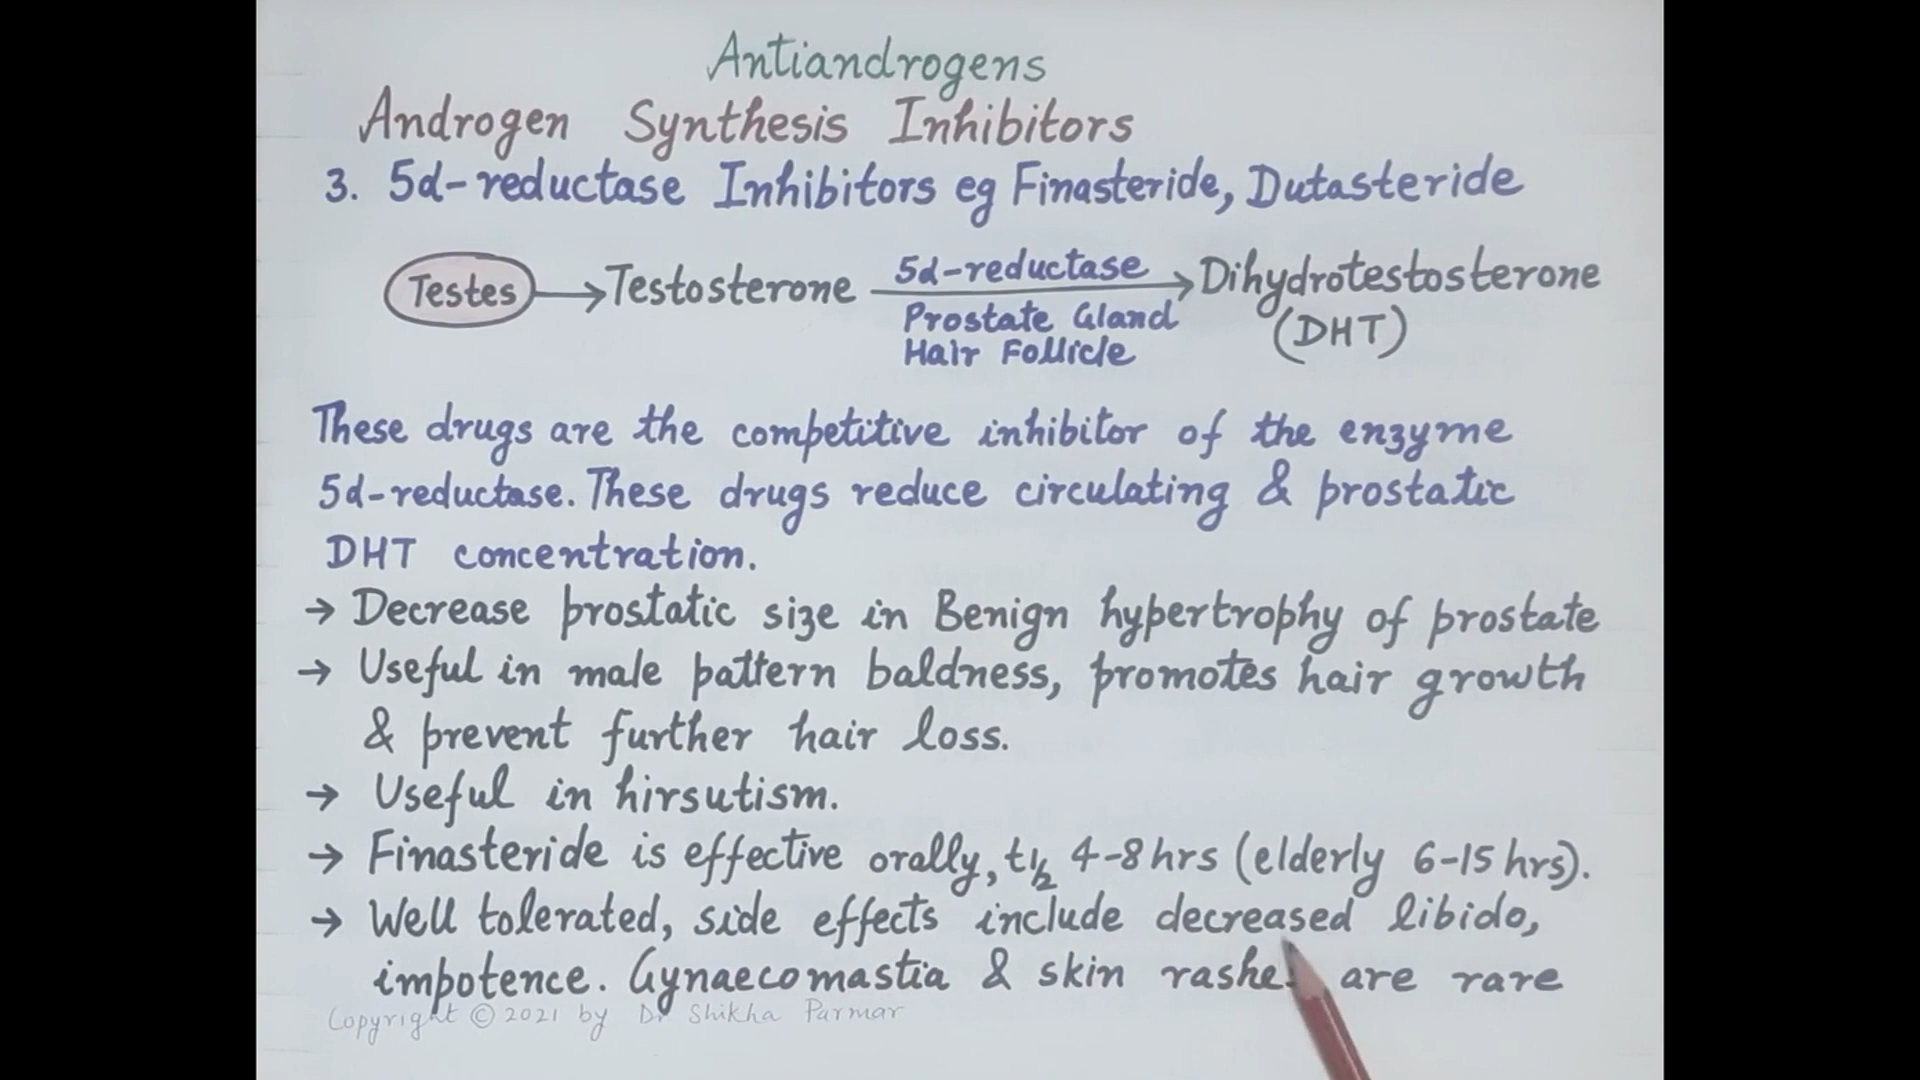 Antiandrogens
Androgen Synthesis Inhibitors
3. 5α-reductase Inhibitors eg Finasteride, Dutasteride
Testes → Testosterone 5α-reductase → Dihydrotestosterone
Prostate Gland (DHT)
Hair Follicle
These drugs are the competitive inhibitor of the enzyme
5α-reductase. These drugs reduce circulating & prostatic
DHT concentration.
→ Decrease prostatic size in Benign hypertrophy of prostate
→ Useful in male pattern baldness, promotes hair growth
& prevent further hair loss.
→ Useful in hirsutism.
→ Finasteride is effective orally, t½ 4-8 hrs (elderly 6-15 hrs).
→ Well tolerated, side effects include decreased libido,
impotence. Gynaecomastia & skin rashes are rare
Copyright © 2021 by Dr Shikha Parmar